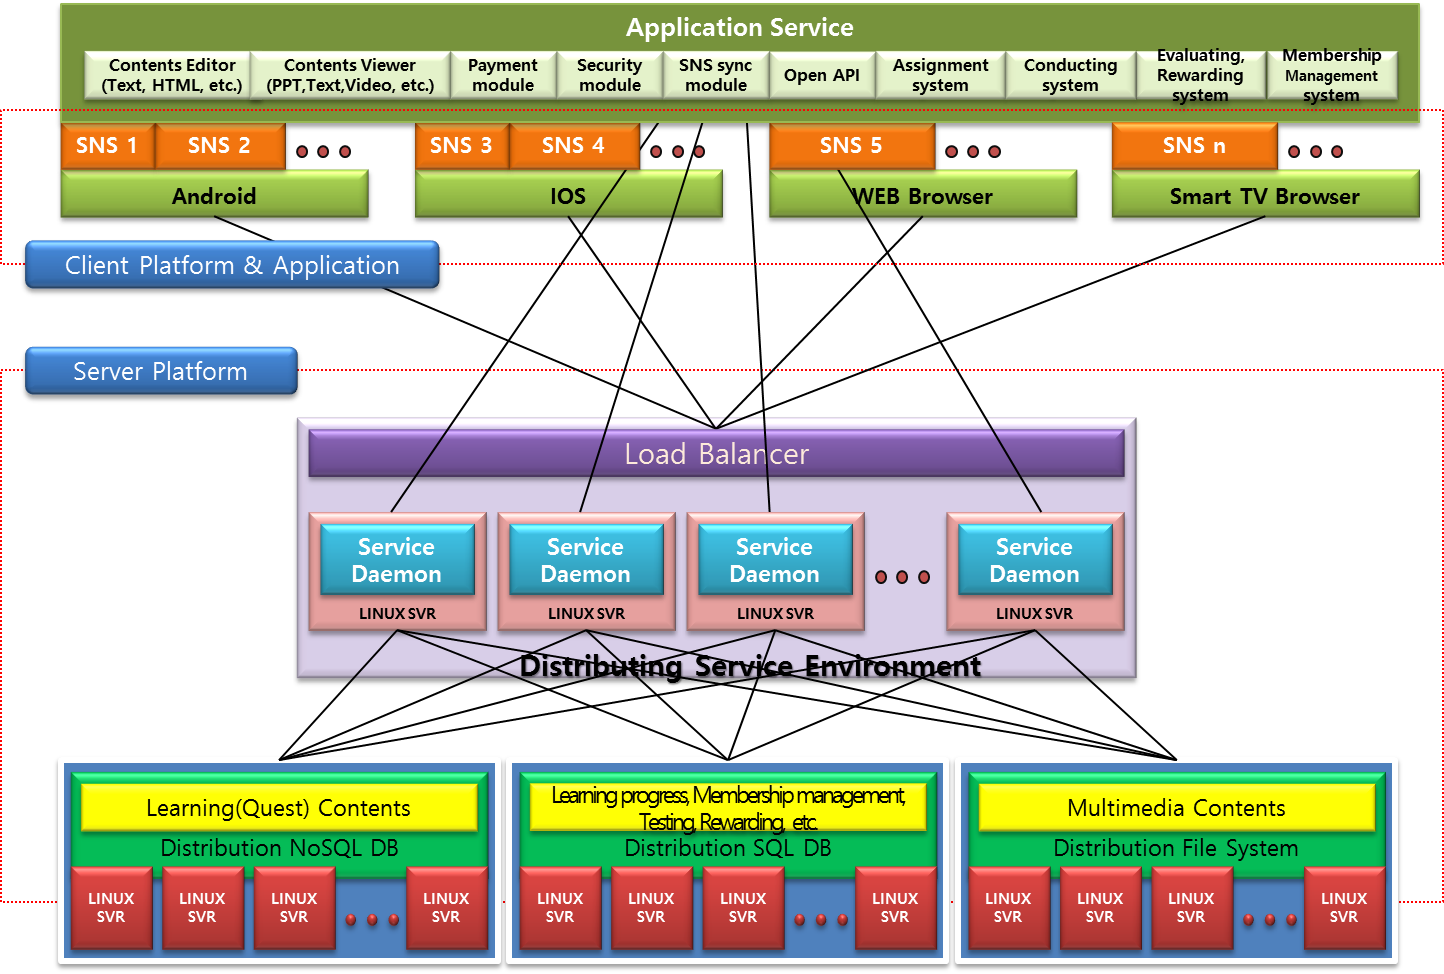 Application Service
Contents Editor
(Text, HTML, etc.)
Contents Viewer
(PPT,Text,Video, etc.)
Payment
module
Security
module
SNS sync
module
Open API
Assignment
system
Conducting
system
Evaluating,
Rewarding
system
Membership
Management
system
SNS 1
SNS 2
SNS 3
SNS 4
SNS 5
SNS n
Android
IOS
WEB Browser
Smart TV Browser
Client Platform & Application
Server Platform
Load Balancer
Service
Daemon
LINUX SVR
Service
Daemon
LINUX SVR
Service
Daemon
LINUX SVR
Service
Daemon
LINUX SVR
Distributing Service Environment
Learning(Quest) Contents
Distribution NoSQL DB
LINUX
SVR
LINUX
SVR
LINUX
SVR
LINUX
SVR
Learning progress, Membership management,
Testing, Rewarding, etc.
Distribution SQL DB
LINUX
SVR
LINUX
SVR
LINUX
SVR
LINUX
SVR
Multimedia Contents
Distribution File System
LINUX
SVR
LINUX
SVR
LINUX
SVR
LINUX
SVR